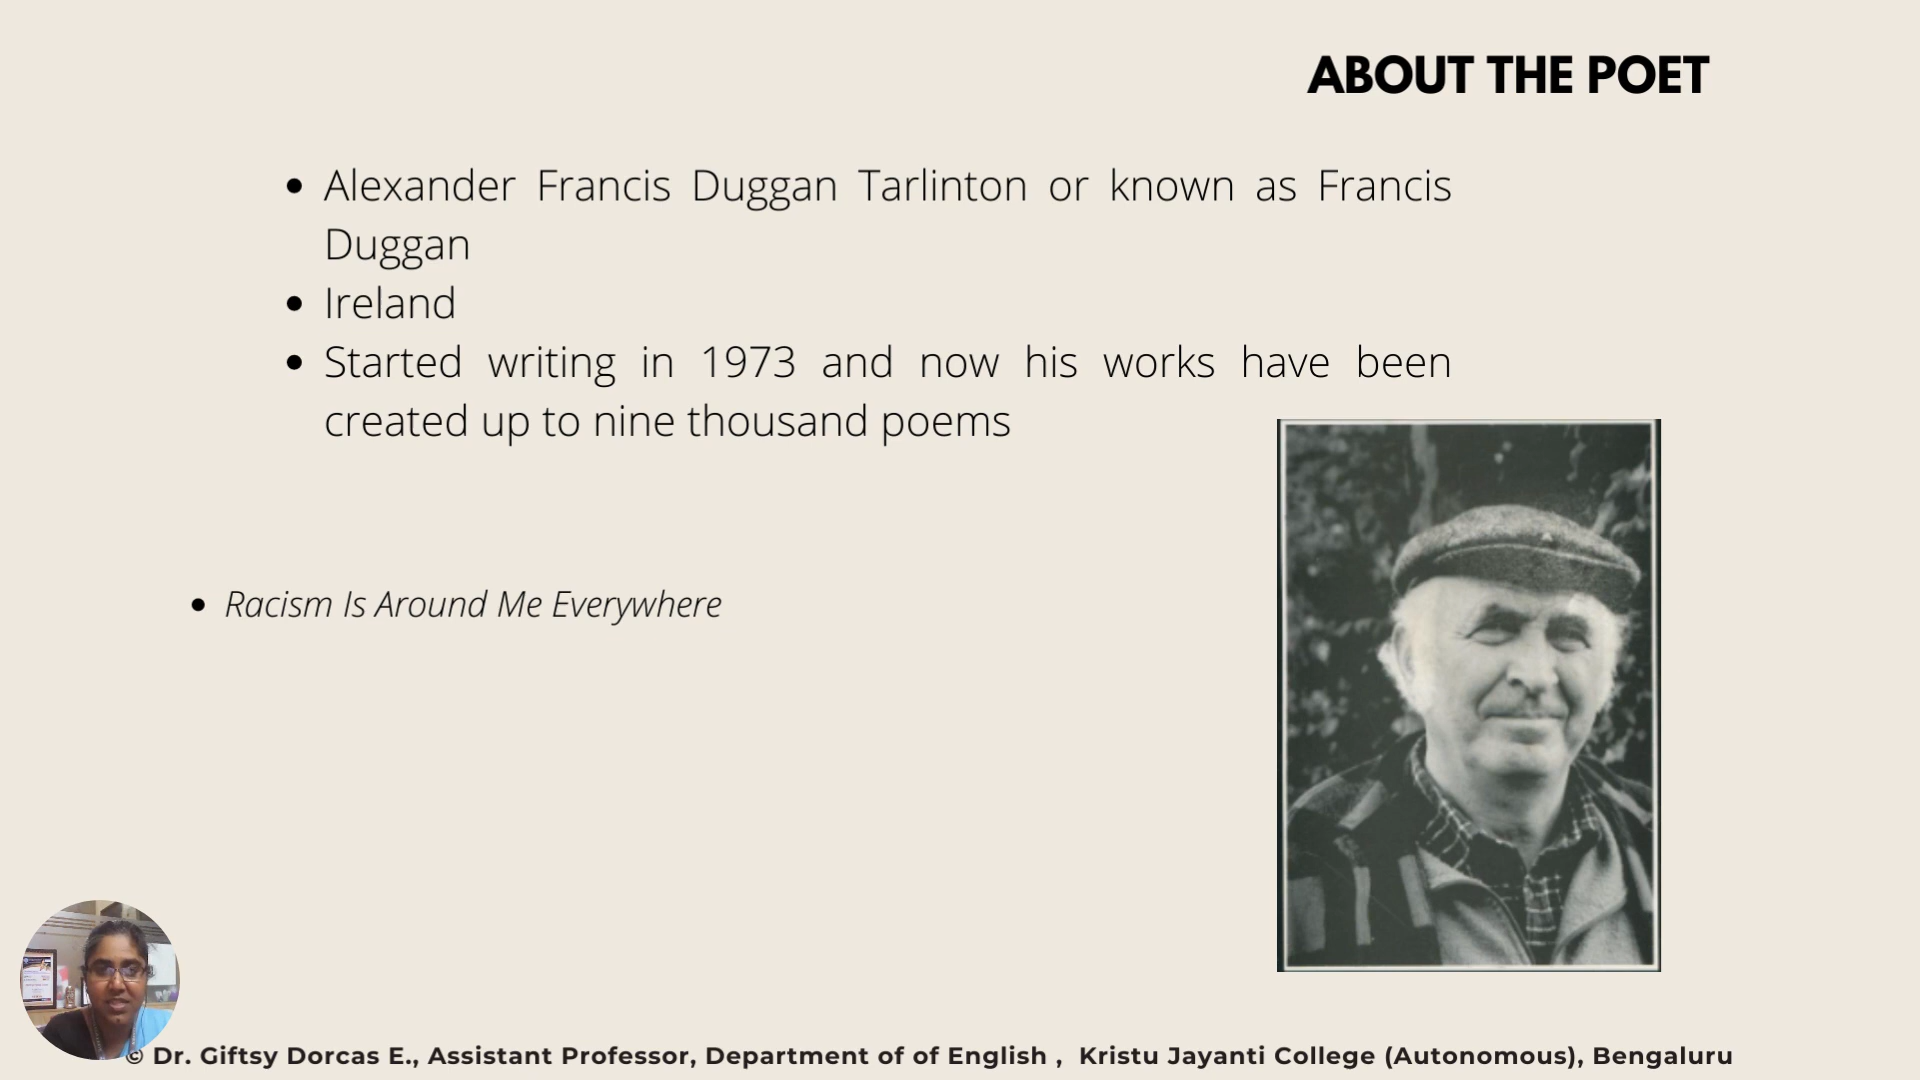 ABOUT THE POET
• Alexander Francis Duggan Tarlinton or known as Francis
Duggan
• Ireland
• Started writing in 1973 and now his works have been
created up to nine thousand poems
• Racism Is Around Me Everywhere
© Dr. Giftsy Dorcas E., Assistant Professor, Department of of English , Kristu Jayanti College (Autonomous), Bengaluru